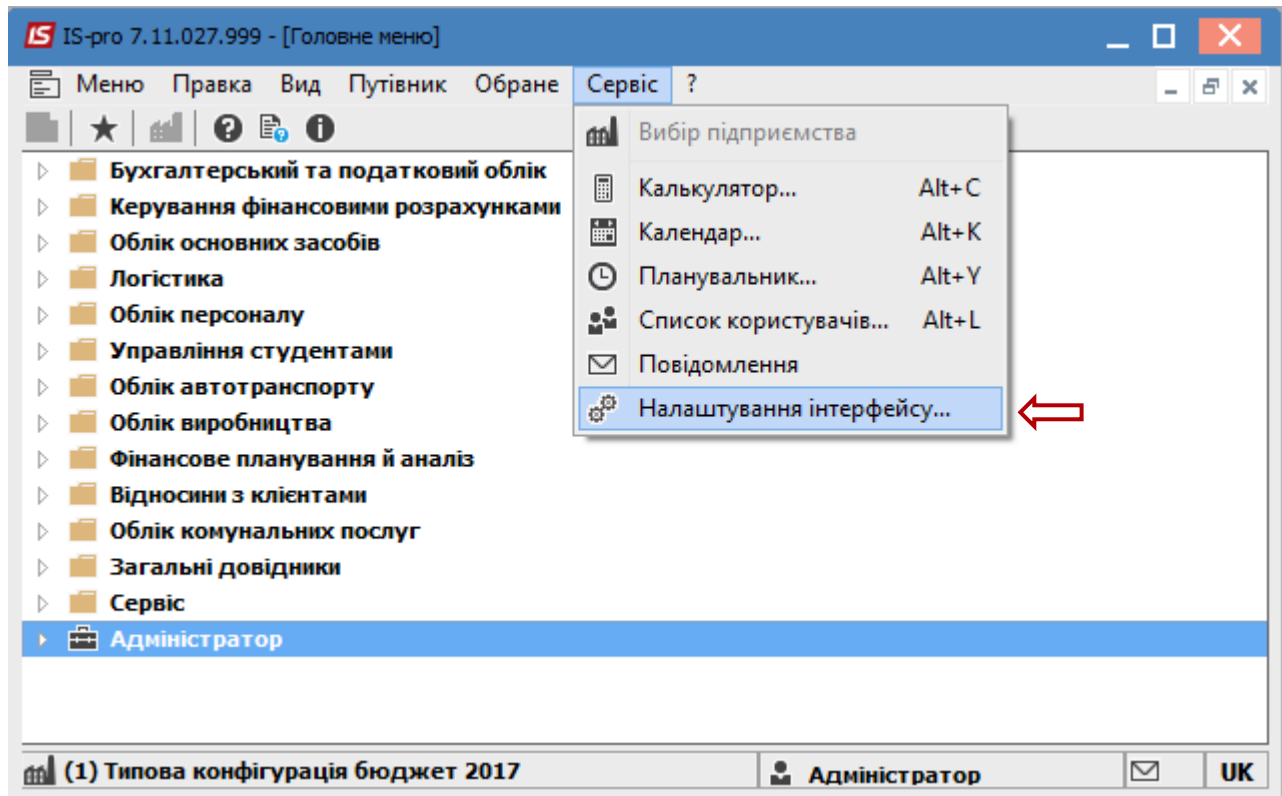 IS IS-pro 7.11.027.999 - [Головне меню]
Меню Правка Вид Путівник Обране Сервіс ?
Вибір підприємства
Калькулятор... Alt+C
Календар... Alt+K
Планувальник... Alt+Y
Список користувачів... Alt+L
Повідомлення
Налаштування інтерфейсу...
Бухгалтерський та податковий облік
Керування фінансовими розрахунками
Облік основних засобів
Логістика
Облік персоналу
Управління студентами
Облік автотранспорту
Облік виробництва
Фінансове планування й аналіз
Відносини з клієнтами
Облік комунальних послуг
Загальні довідники
Сервіс
Адміністратор
(1) Типова конфігурація бюджет 2017 Адміністратор UK